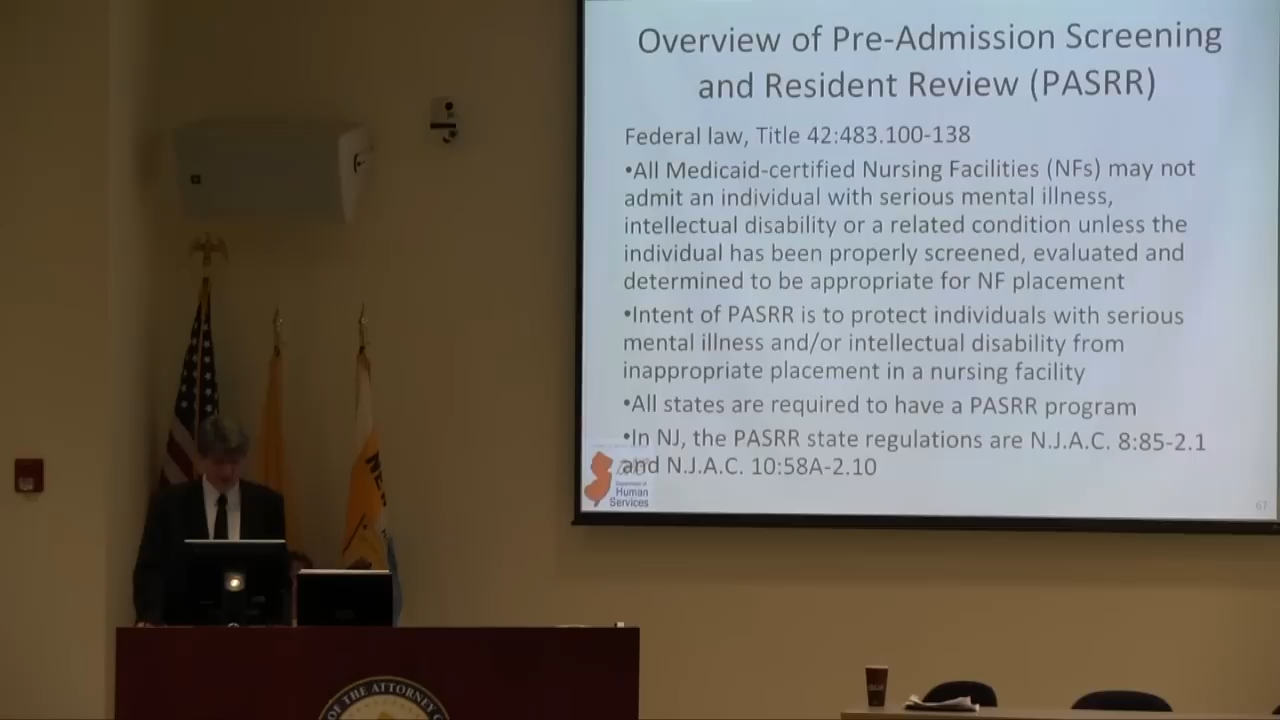 Overview of Pre-Admission Screening
and Resident Review (PASRR)
Federal law, Title 42:483.100-138
•All Medicaid-certified Nursing Facilities (NFs) may not
admit an individual with serious mental illness,
intellectual disability or a related condition unless the
individual has been properly screened, evaluated and
determined to be appropriate for NF placement
•Intent of PASRR is to protect individuals with serious
mental illness and/or intellectual disability from
inappropriate placement in a nursing facility
•All states are required to have a PASRR program
•In NJ, the PASRR state regulations are N.J.A.C. 8:85-2.1
and N.J.A.C. 10:58A-2.10
Human
Services
67
NEW
OF THE ATTORNEY